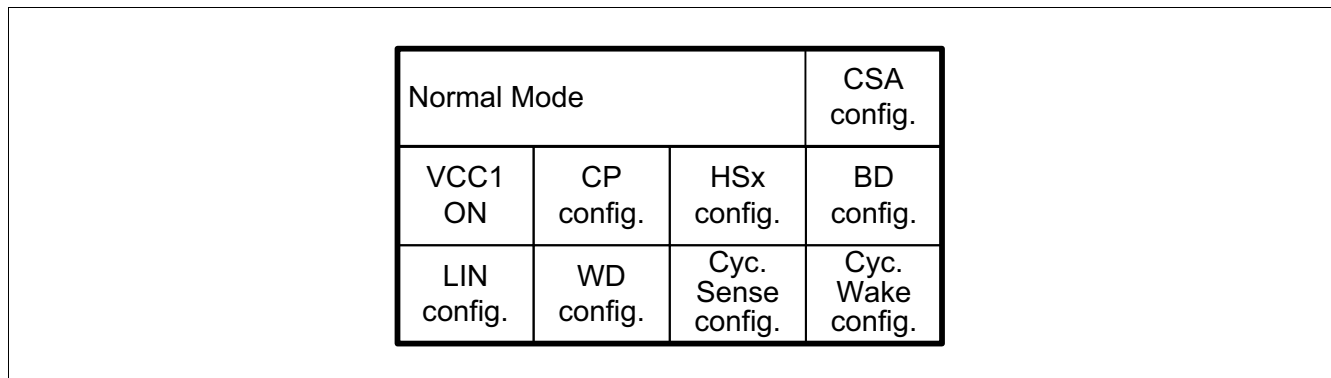 Normal Mode
CSA
config.
VCC1
ON
CP
config.
HSx
config.
BD
config.
LIN
config.
WD
config.
Cyc.
Sense
config.
Cyc.
Wake
config.